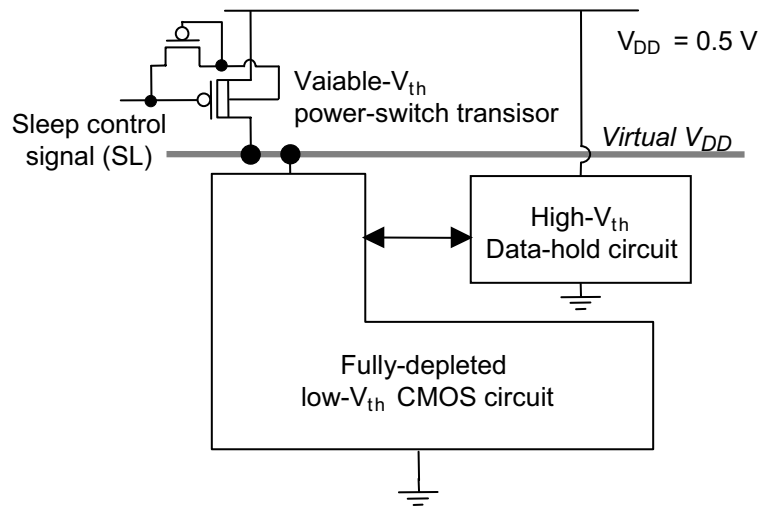 V_DD = 0.5 V
Vaiable-V_th
power-switch transisor
Sleep control
signal (SL)
Virtual V_DD
High-V_th
Data-hold circuit
Fully-depleted
low-V_th CMOS circuit